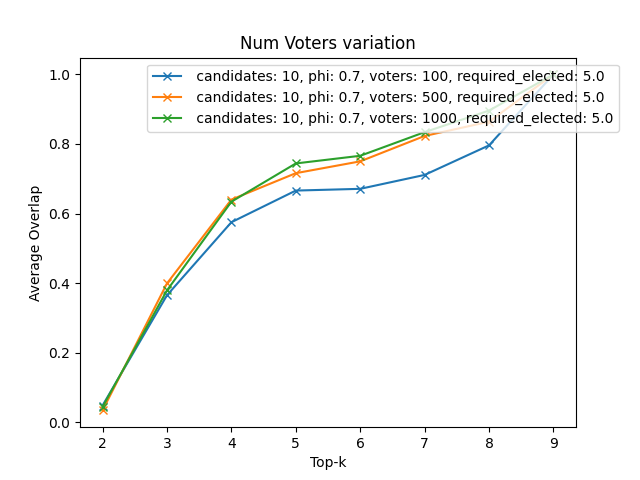 Num Voters variation
candidates: 10, phi: 0.7, voters: 100, required_elected: 5.0
candidates: 10, phi: 0.7, voters: 500, required_elected: 5.0
candidates: 10, phi: 0.7, voters: 1000, required_elected: 5.0
1.0
0.8
0.6
0.4
0.2
0.0
Average Overlap
2 3 4 5 6 7 8 9
Top-k